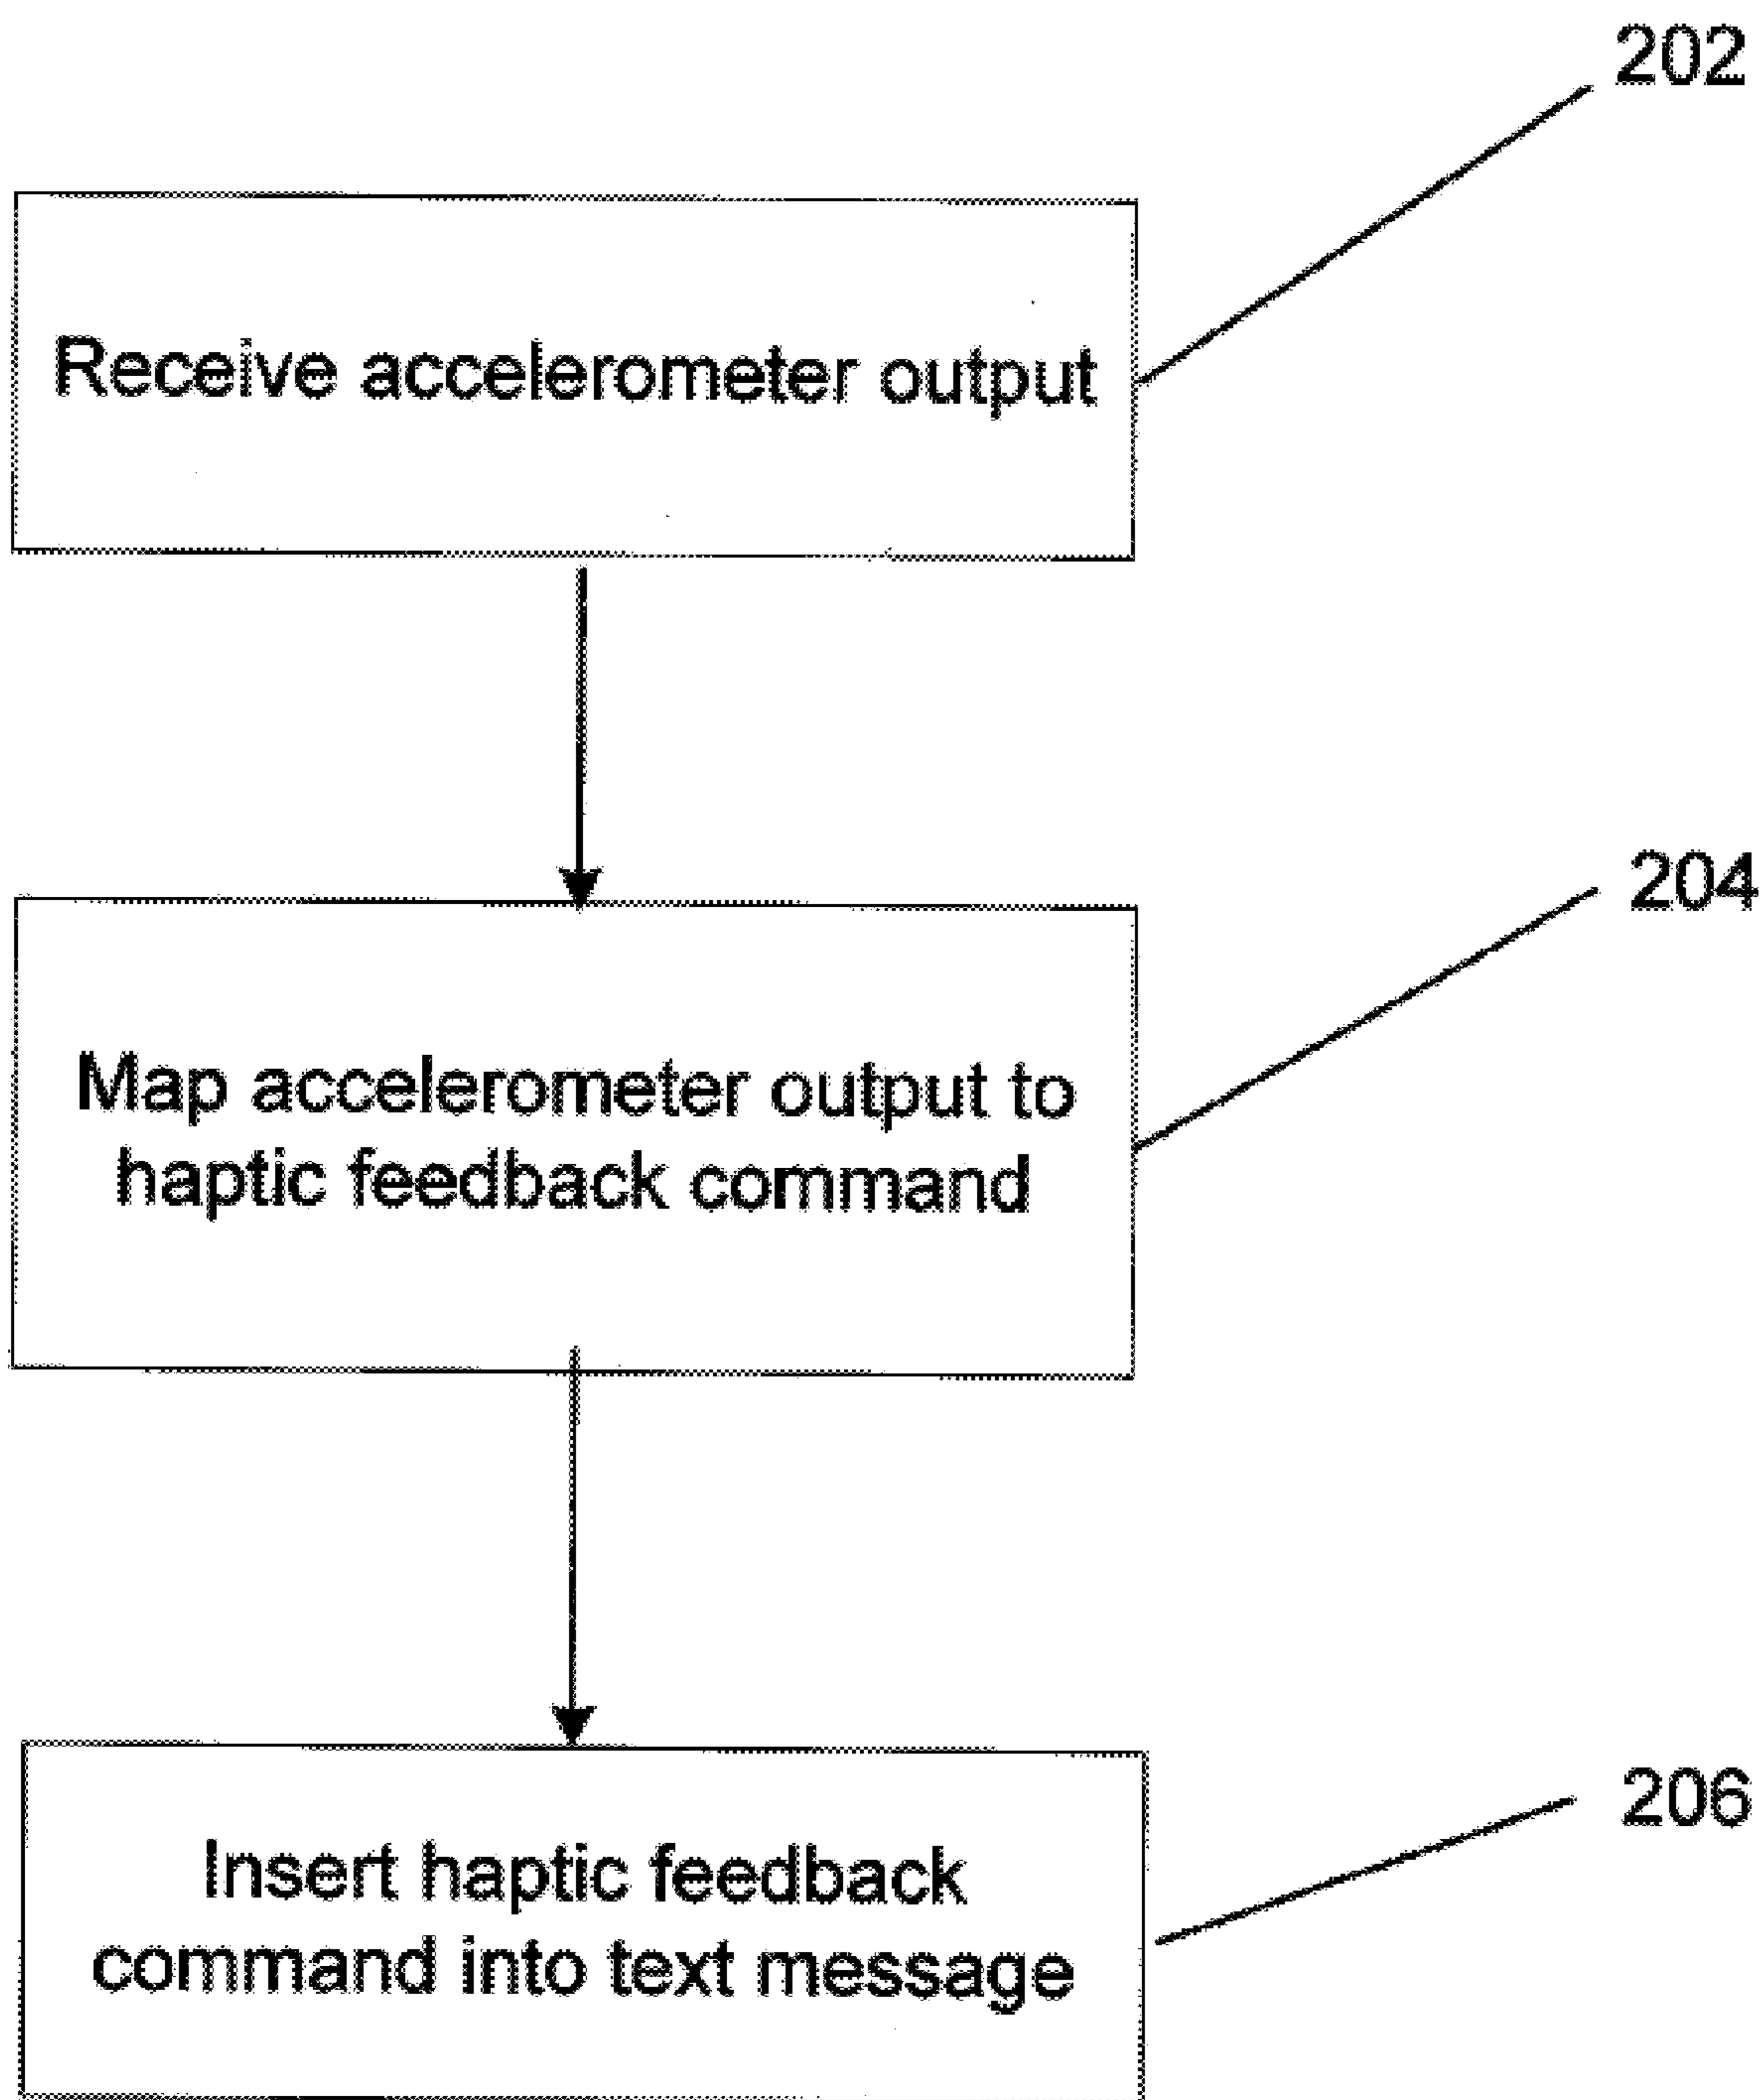 202
Receive accelerometer output
204
Map accelerometer output to
haptic feedback command
206
Insert haptic feedback
command into text message